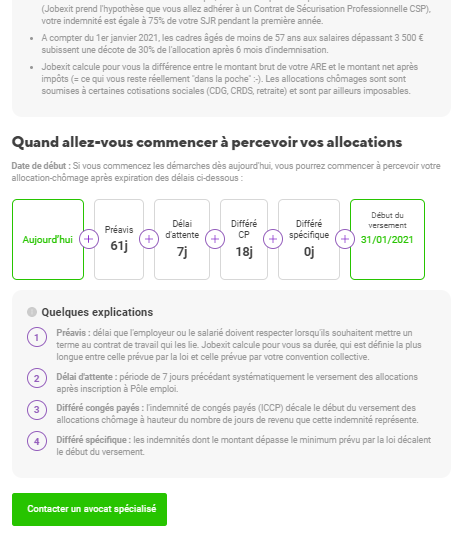 (Jobexit prend l'hypothèse que vous allez adhérer à un Contrat de Sécurisation Professionnelle CSP),
votre indemnité est égale à 75% de votre SJR pendant la première année.
A compter du 1er janvier 2021, les cadres âgés de moins de 57 ans aux salaires dépassant 3 500 €
subissent une décote de 30% de l'allocation après 6 mois d'indemnisation.
Jobexit calcule pour vous la différence entre le montant brut de votre ARE et le montant net après
impôts (= ce qui vous reste réellement "dans la poche" :-). Les allocations chômages sont sont
soumises à certaines cotisations sociales (CDG, CRDS, retraite) et sont par ailleurs imposables.
Quand allez-vous commencer à percevoir vos allocations
Date de début : Si vous commencez les démarches dès aujourd'hui, vous pourrez commencer à percevoir votre
allocation-chômage après expiration des délais ci-dessous :
Aujourd'hui
+
Préavis
61j
+
Délai
d'attente
7j
+
Différé
CP
18j
+
Différé
spécifique
0j
+
Début du
versement
31/01/2021
Quelques explications
1
Préavis : délai que l'employeur ou le salarié doivent respecter lorsqu'ils souhaitent mettre un
terme au contrat de travail qui les lie. Jobexit calcule pour vous sa durée, qui est définie la plus
longue entre celle prévue par la loi et celle prévue par votre convention collective.
2
Délai d'attente : période de 7 jours précédant systématiquement le versement des allocations
après inscription à Pôle emploi.
3
Différé congés payés : l'indemnité de congés payés (ICCP) décale le début du versement des
allocations chômage à hauteur du nombre de jours de revenu que cette indemnité représente.
4
Différé spécifique : les indemnités dont le montant dépasse le minimum prévu par la loi décalent
le début du versement.
Contacter un avocat spécialisé